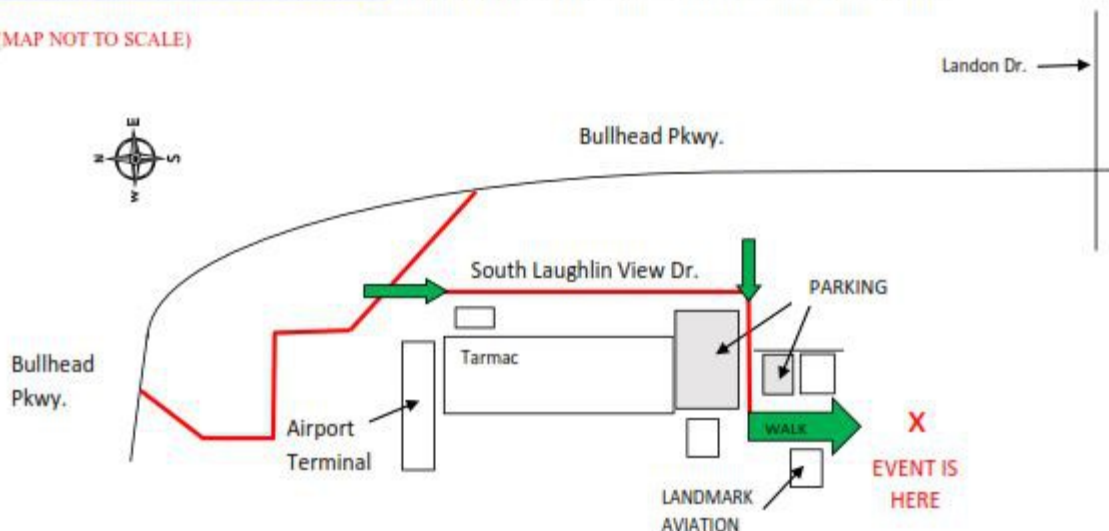 (MAP NOT TO SCALE)
Landon Dr.
E
N S
W
Bullhead Pkwy.
South Laughlin View Dr.
PARKING
Tarmac
Bullhead
Pkwy.
Airport
Terminal
WALK
X
EVENT IS
HERE
LANDMARK
AVIATION